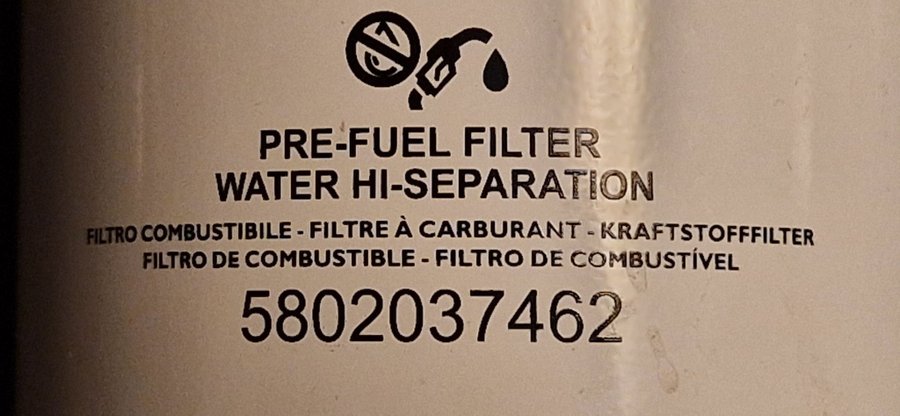 PRE-FUEL FILTER
WATER HI-SEPARATION
FILTRO COMBUSTIBILE - FILTRE À CARBURANT - KRAFTSTOFFFILTER
FILTRO DE COMBUSTIBLE - FILTRO DE COMBUSTÍVEL
5802037462